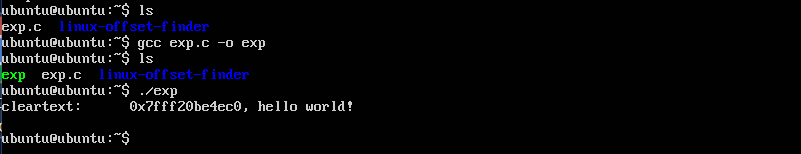 ubuntu@ubuntu:~$ ls
exp.c  linux-offset-finder
ubuntu@ubuntu:~$ gcc exp.c -o exp
ubuntu@ubuntu:~$ ls
exp  exp.c  linux-offset-finder
ubuntu@ubuntu:~$ ./exp
cleartext:      0x7fff20be4ec0, hello world!
ubuntu@ubuntu:~$